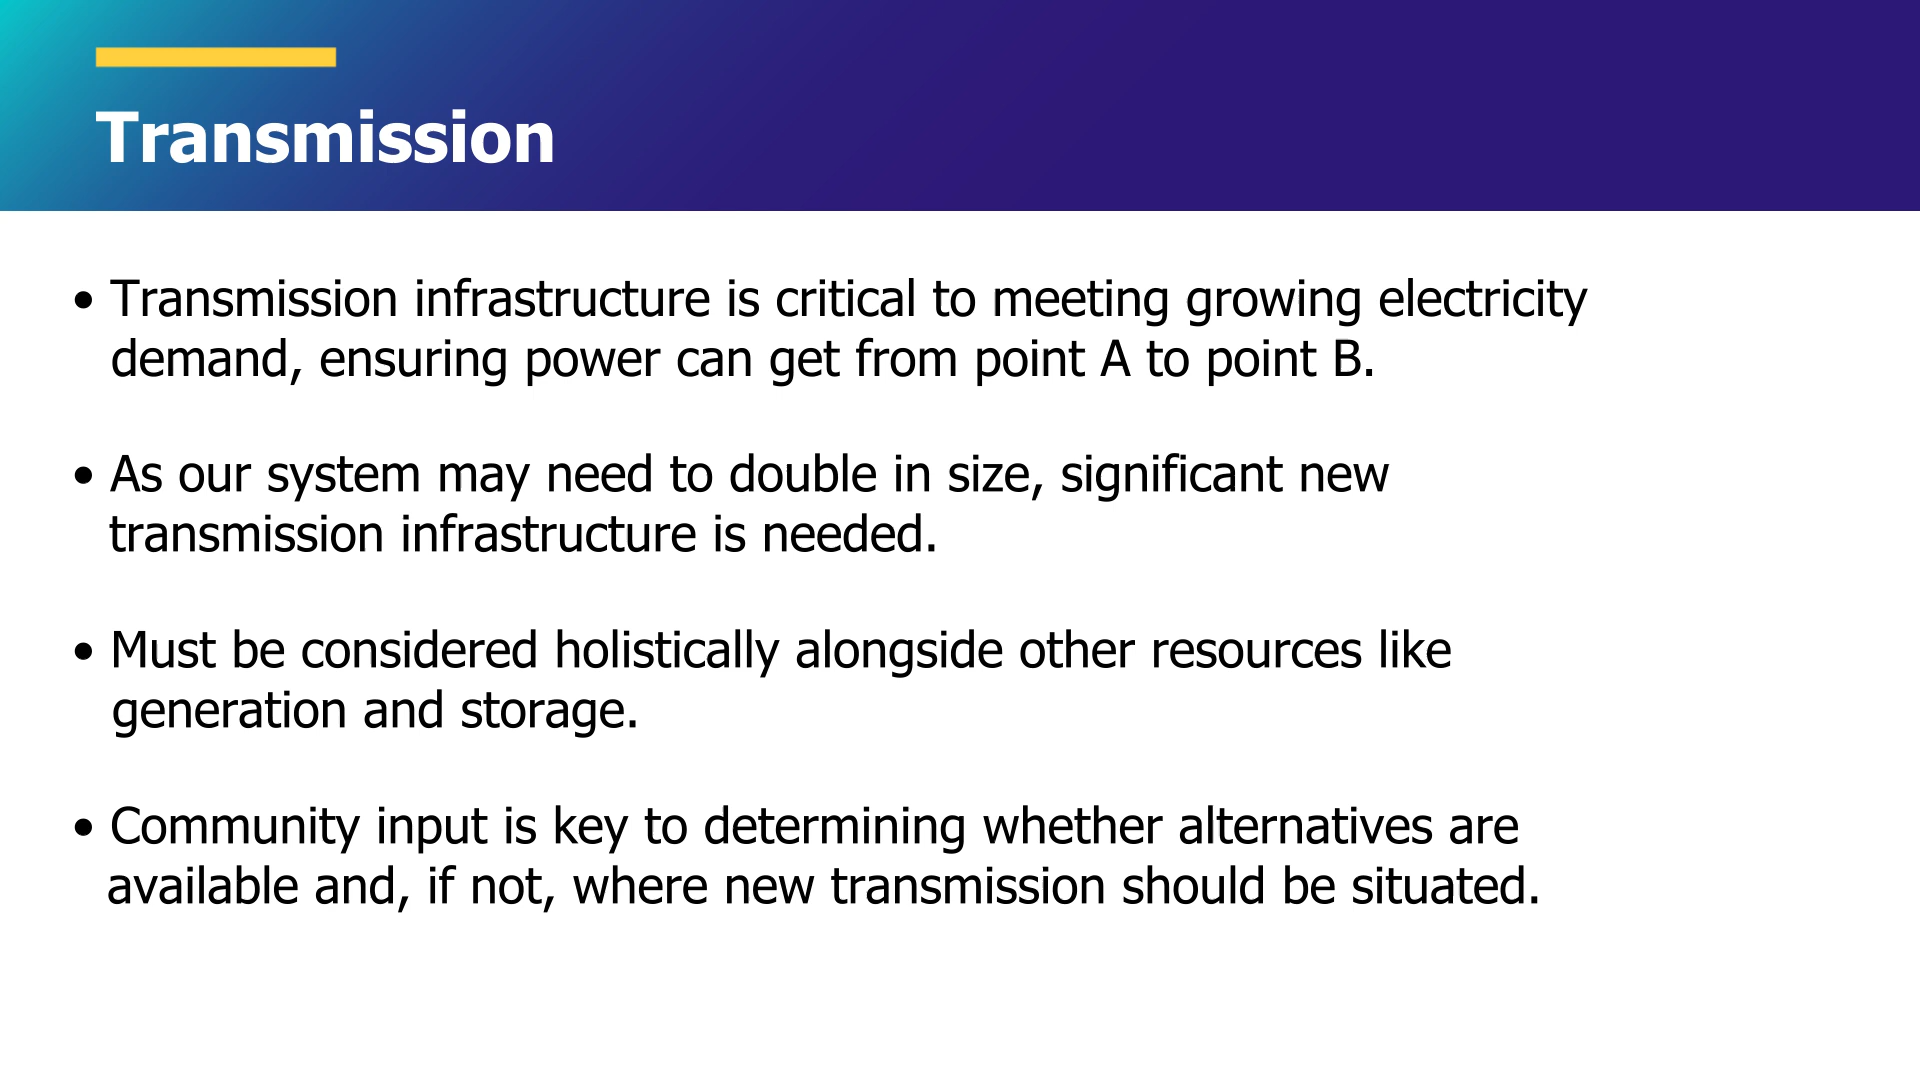 Transmission
• Transmission infrastructure is critical to meeting growing electricity
demand, ensuring power can get from point A to point B.
• As our system may need to double in size, significant new
transmission infrastructure is needed.
• Must be considered holistically alongside other resources like
generation and storage.
• Community input is key to determining whether alternatives are
available and, if not, where new transmission should be situated.